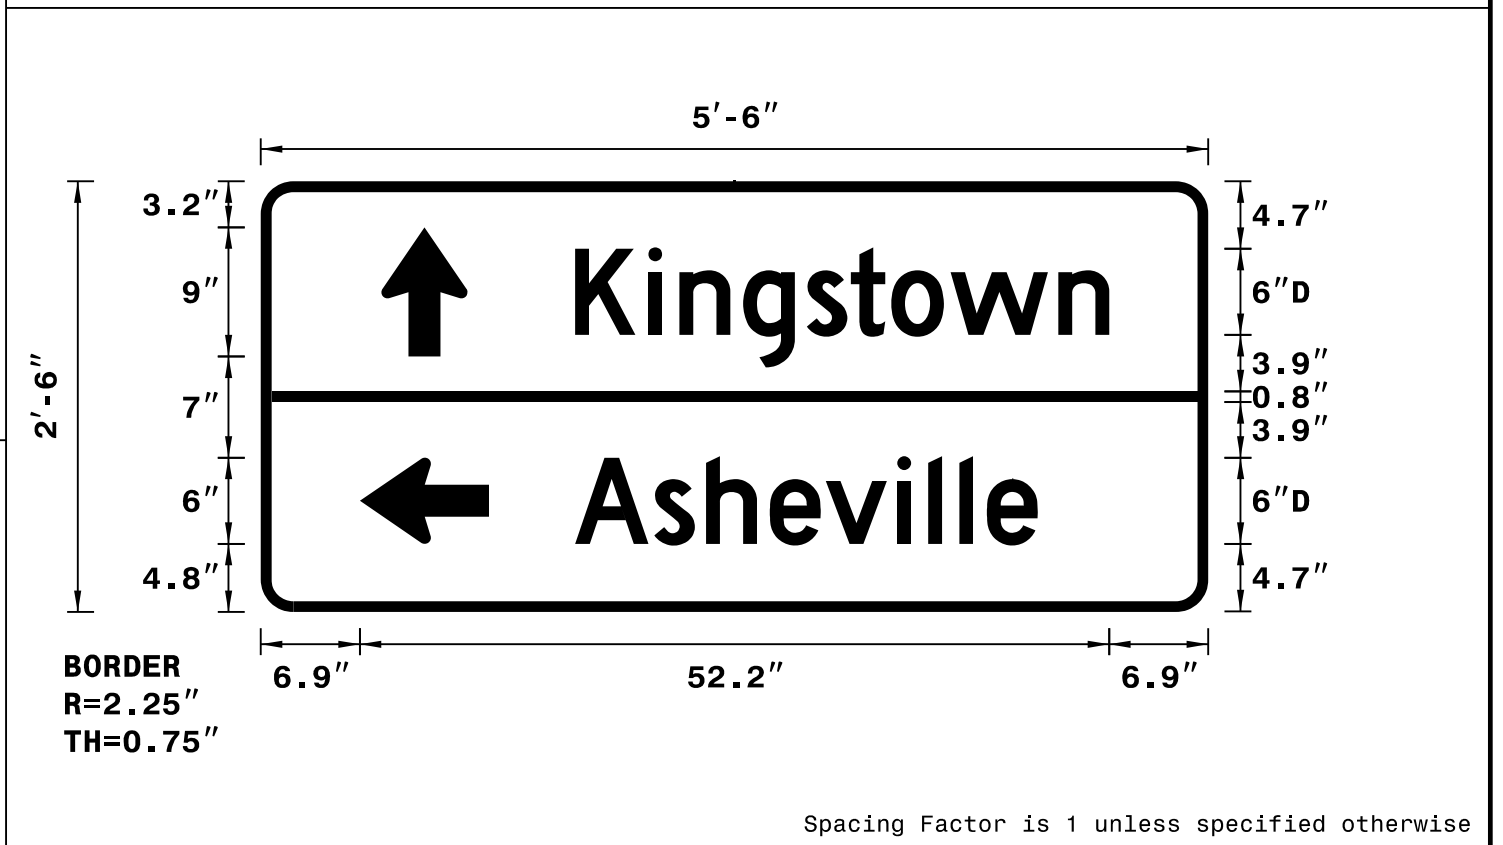 5′-6″
3.2″
9″
7″
6″
4.8″
2′-6″
Kingstown
Asheville
4.7″
6″D
3.9″
0.8″
3.9″
6″D
4.7″
6.9″
52.2″
6.9″
BORDER
R=2.25″
TH=0.75″
Spacing Factor is 1 unless specified otherwise